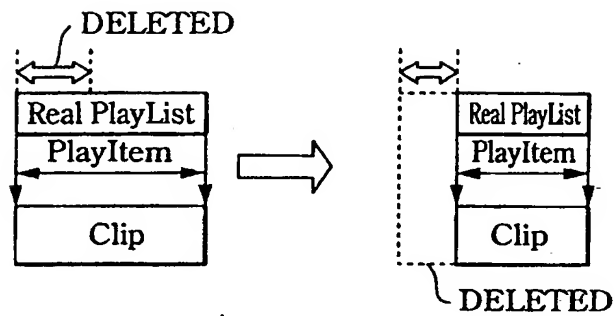 DELETED
Real PlayList
PlayItem
Clip
Real PlayList
PlayItem
Clip
DELETED